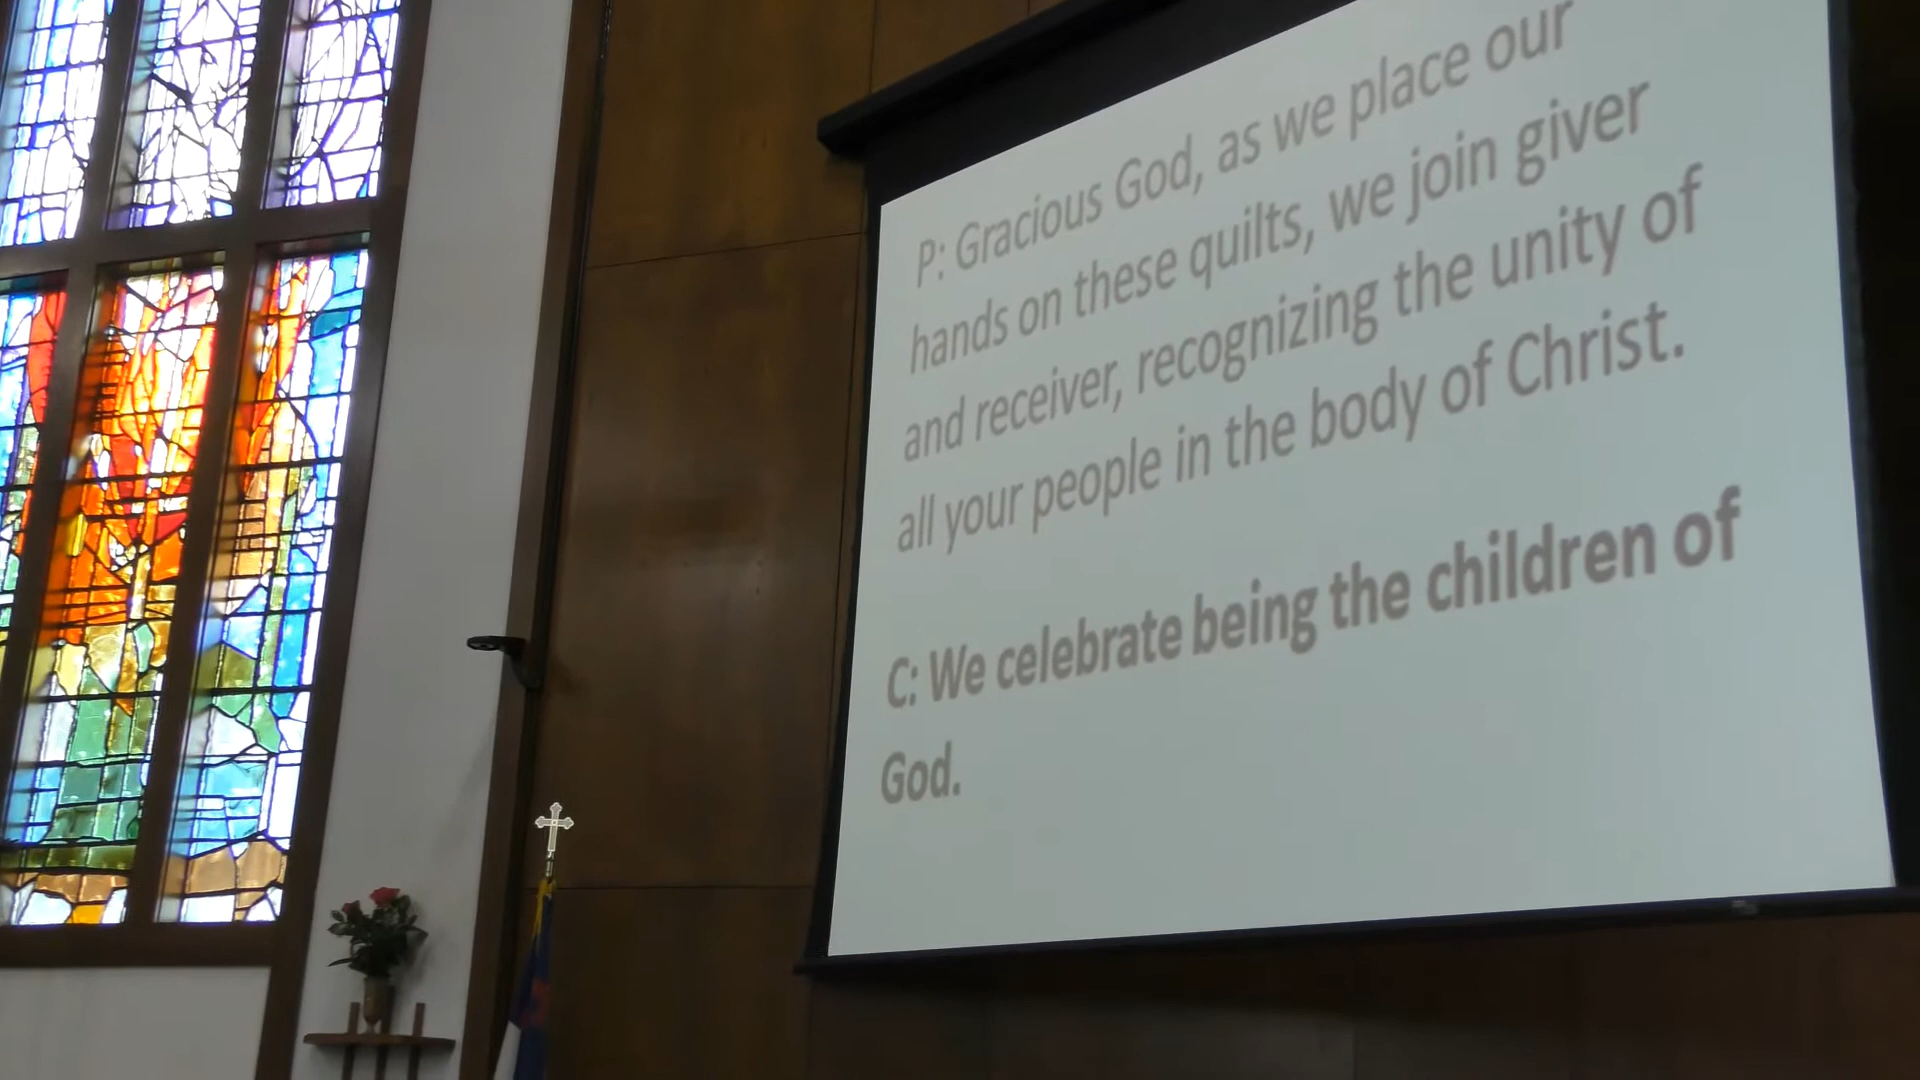 P: Gracious God, as we place our
hands on these quilts, we join giver
and receiver, recognizing the unity of
all your people in the body of Christ.
C: We celebrate being the children of
God.